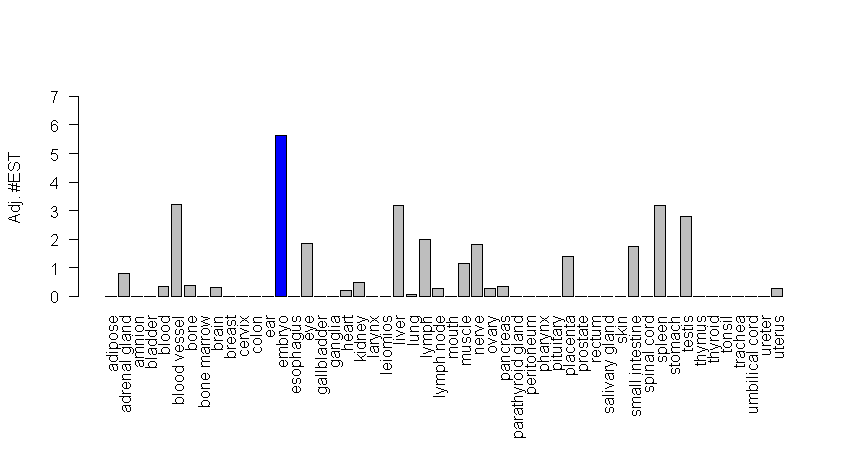 7
6
5
4
3
2
1
0
Adj. #EST
adipose
adrenal gland
amnion
bladder
blood
blood vessel
bone
bone marrow
brain
breast
cervix
colon
ear
embryo
esophagus
eye
gallbladder
ganglia
heart
kidney
larynx
leiomios
liver
lung
lymph
lymph node
mouth
muscle
nerve
ovary
pancreas
parathyroid gland
peritoneum
pharynx
pituitary
placenta
prostate
rectum
salivary gland
skin
small intestine
spinal cord
spleen
stomach
testis
thymus
thyroid
tonsil
trachea
umbilical cord
ureter
uterus